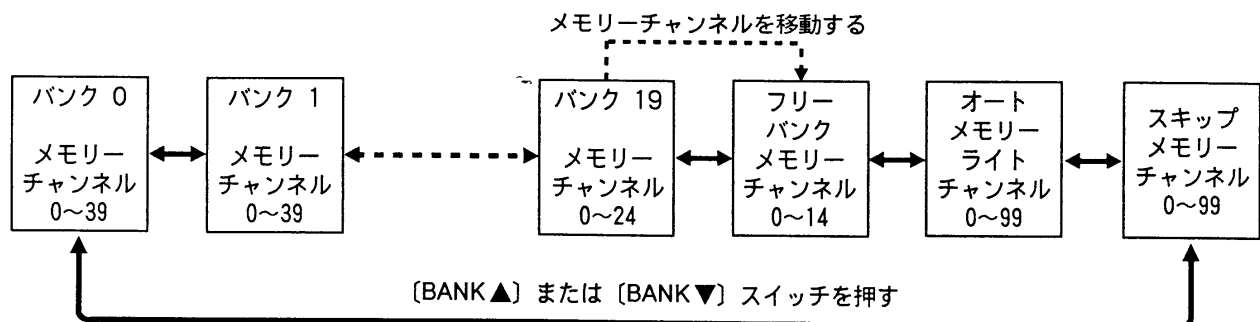 メモリーチャンネルを移動する
バンク 0
メモリー
チャンネル
0〜39
バンク 1
メモリー
チャンネル
0〜39
バンク 19
メモリー
チャンネル
0〜24
フリー
バンク
メモリー
チャンネル
0〜14
オート
メモリー
ライト
チャンネル
0〜99
スキップ
メモリー
チャンネル
0〜99
〔BANK▲〕または〔BANK▼〕スイッチを押す